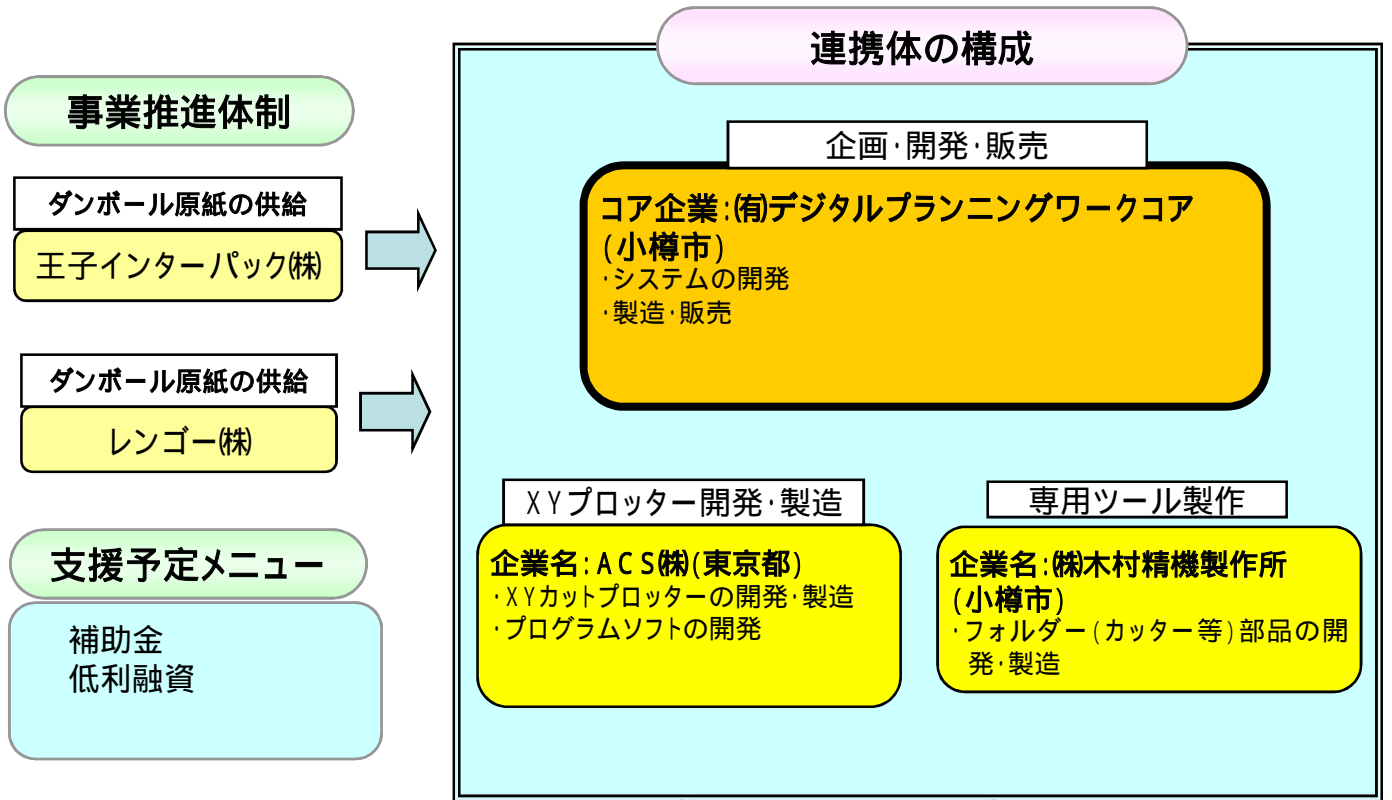 連携体の構成
事業推進体制
ダンボール原紙の供給
王子インターパック㈱
ダンボール原紙の供給
レンゴー㈱
支援予定メニュー
補助金
低利融資
企画・開発・販売
コア企業:㈲デジタルプランニングワークコア
(小樽市)
・システムの開発
・製造・販売
XYプロッター開発・製造
企業名:ACS㈱(東京都)
・XYカットプロッターの開発・製造
・プログラムソフトの開発
専用ツール製作
企業名:㈱木村精機製作所
(小樽市)
・フォルダー(カッター等)部品の開
発・製造